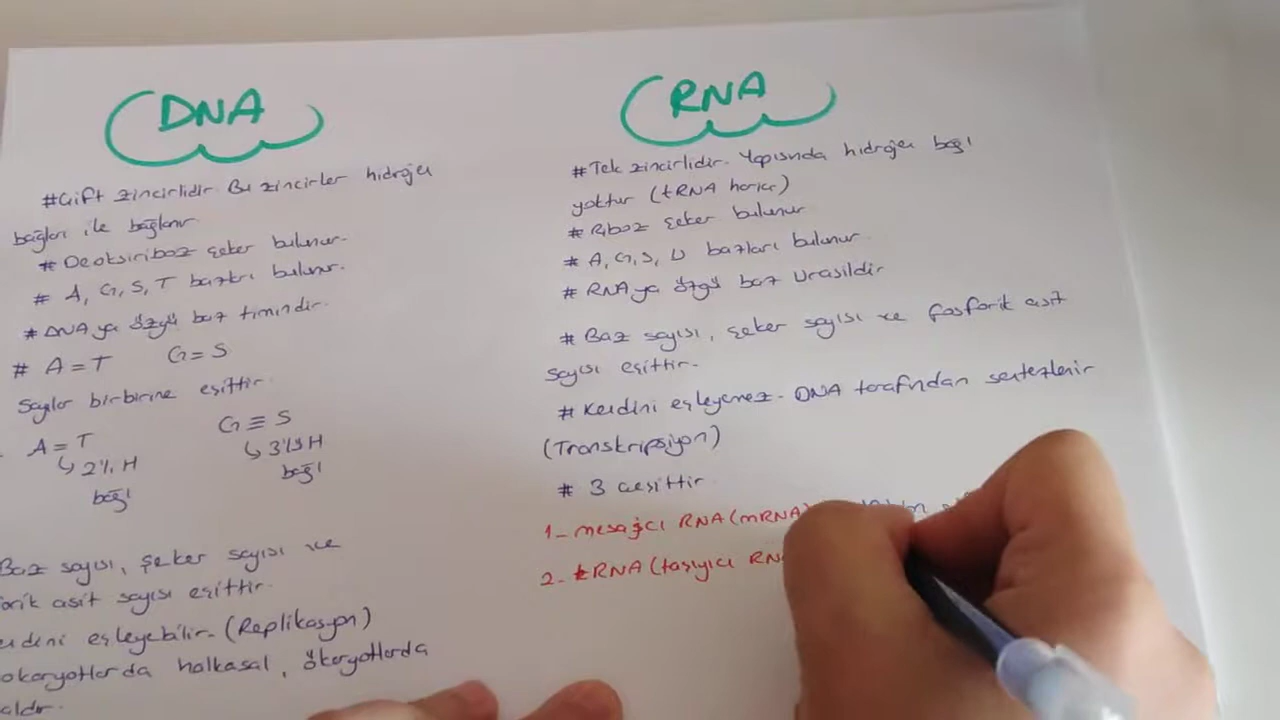 DNA
#Çift zincirlidir. Bu zincirler hidrojen
bağları ile bağlanır.
# Deoksiriboz şeker bulunur.
# A, G, S, T bazları bulunur.
# DNA ya özgü baz timindir.
# A = T G = S
Sayılar birbirine eşittir.
A = T G ≡ S
↳ 2'li H ↳ 3'lü H
bağı bağı
Baz sayısı, şeker sayısı ve
asit sayısı eşittir.
eşleyebilir. (Replikasyon)
halkasal, ökaryotlarda
RNA
#Tek zincirlidir. Yapısında hidrojen bağı
yoktur (tRNA hariç)
# Riboz şeker bulunur
# A, G, S, U bazları bulunur
# RNA ya özgü baz Urasildir
# Baz sayısı, şeker sayısı ve fosforik asit
sayısı eşittir.
# Kendini eşleyemez. DNA tarafından sentezlenir
(Transkripsiyon)
# 3 çeşittir
1- mesajcı RNA (mRNA)
2- tRNA (taşıyıcı